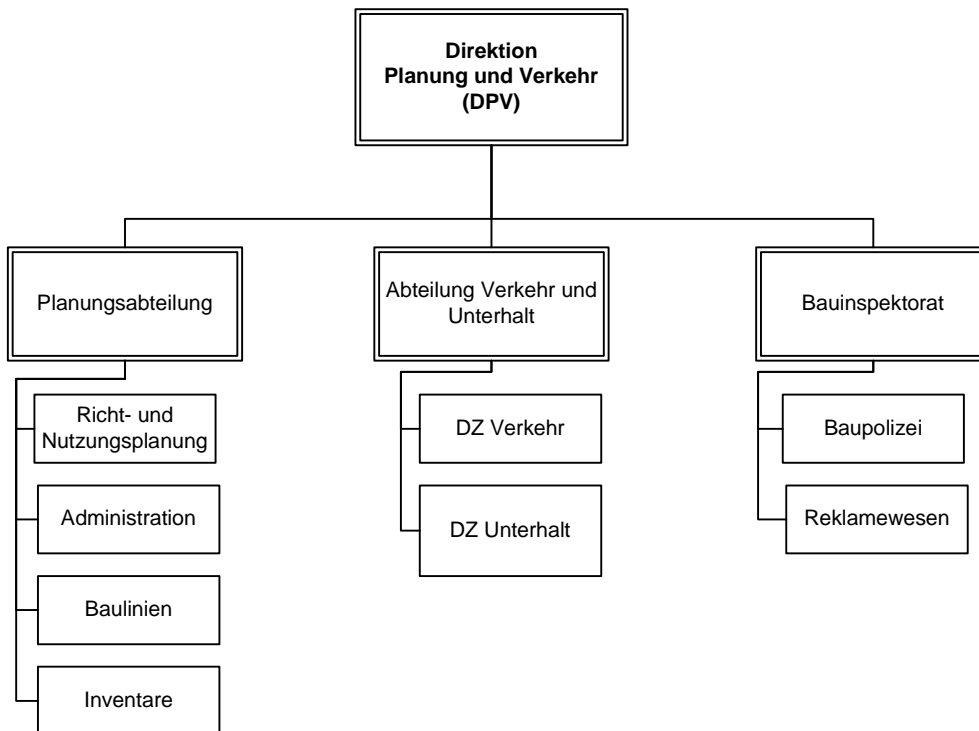 Direktion
Planung und Verkehr
(DPV)
Planungsabteilung
Abteilung Verkehr und
Unterhalt
Bauinspektorat
Richt- und
Nutzungsplanung
DZ Verkehr
Baupolizei
Administration
DZ Unterhalt
Reklamewesen
Baulinien
Inventare